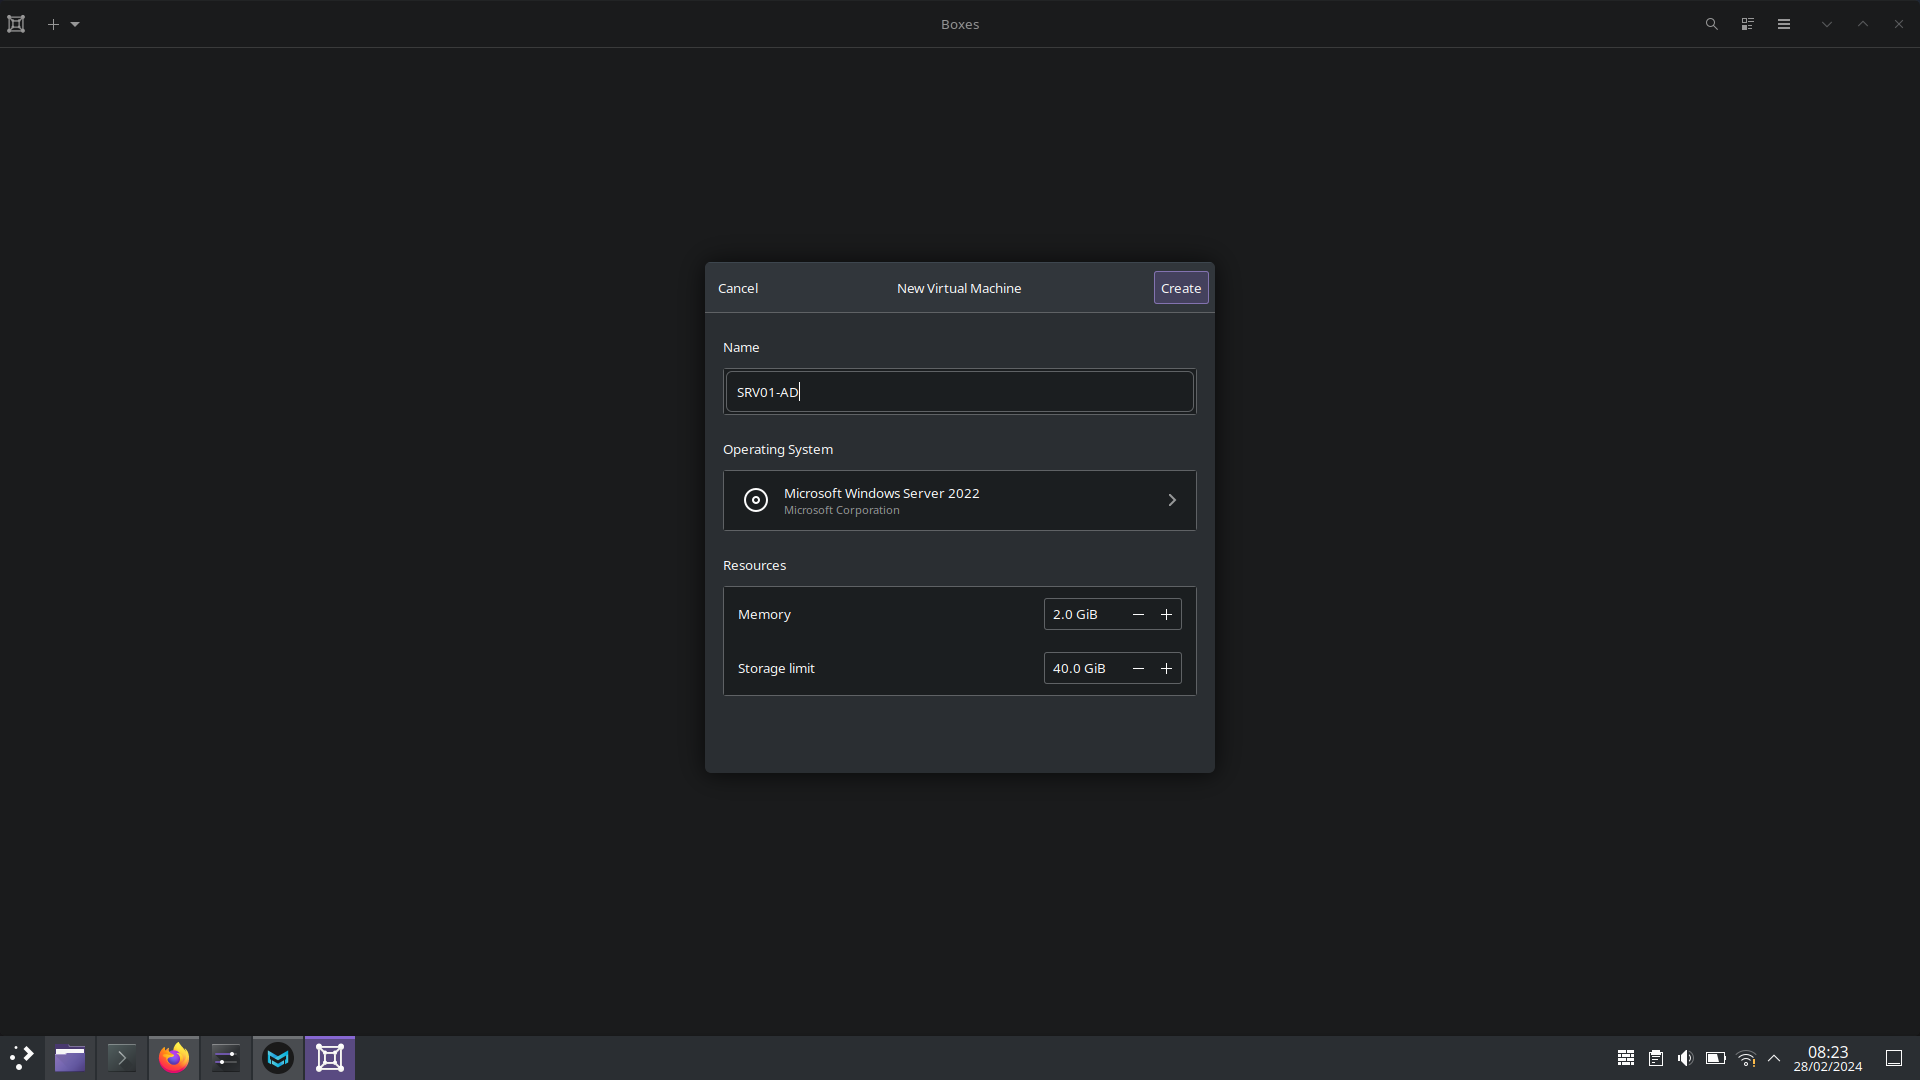 Boxes
Cancel
New Virtual Machine
Create
Name
SRV01-AD
Operating System
Microsoft Windows Server 2022
Microsoft Corporation
Resources
Memory
2.0 GiB
Storage limit
40.0 GiB
08:23
28/02/2024